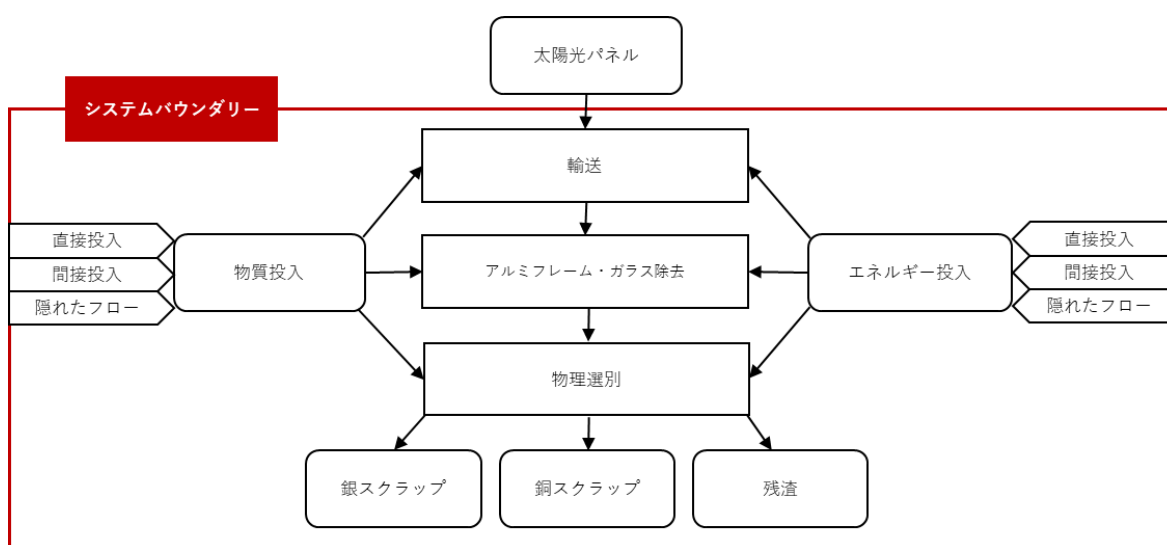 太陽光パネル
システムバウンダリー
輸送
直接投入
間接投入
隠れたフロー
物質投入
アルミフレーム・ガラス除去
エネルギー投入
直接投入
間接投入
隠れたフロー
物理選別
銀スクラップ
銅スクラップ
残渣